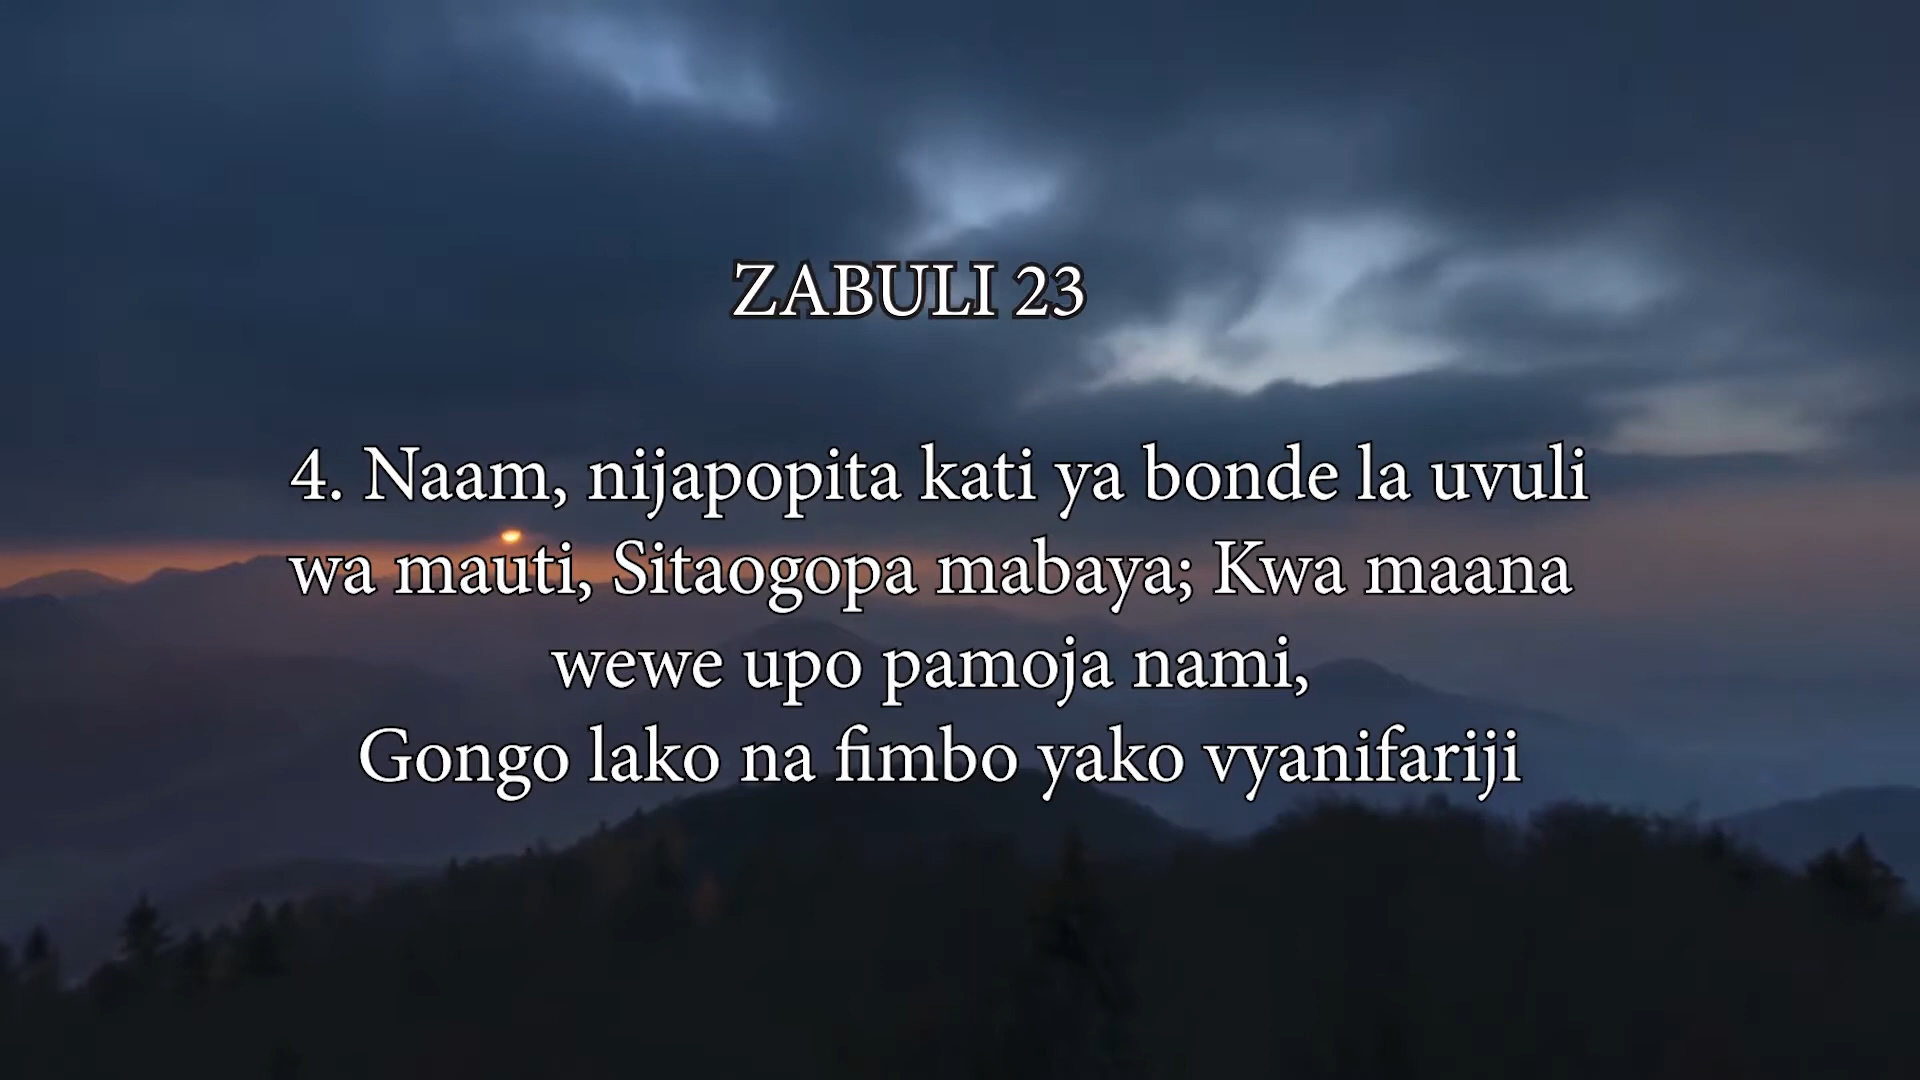 ZABULI 23
4. Naam, nijapopita kati ya bonde la uvuli
wa mauti, Sitaogopa mabaya; Kwa maana
wewe upo pamoja nami,
Gongo lako na fimbo yako vyanifariji